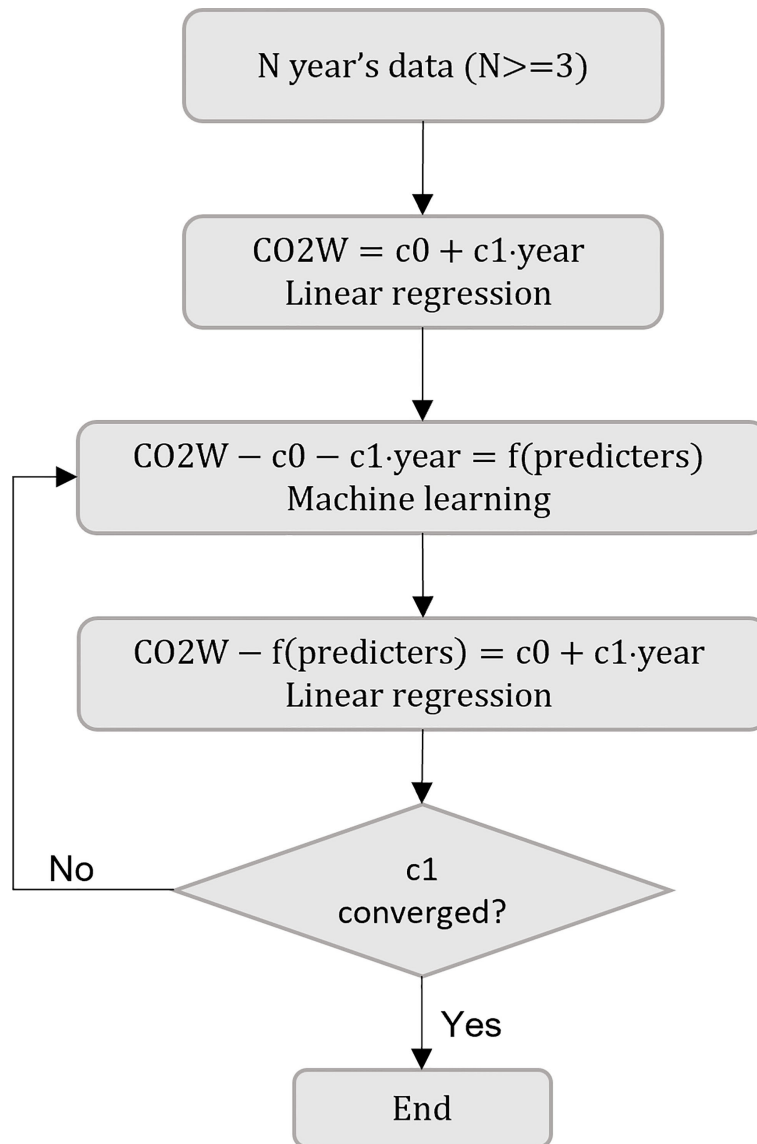 N year’s data (N>=3)
CO2W = c0 + c1·year
Linear regression
CO2W − c0 − c1·year = f(predicters)
Machine learning
CO2W − f(predicters) = c0 + c1·year
Linear regression
c1
converged?
No
Yes
End